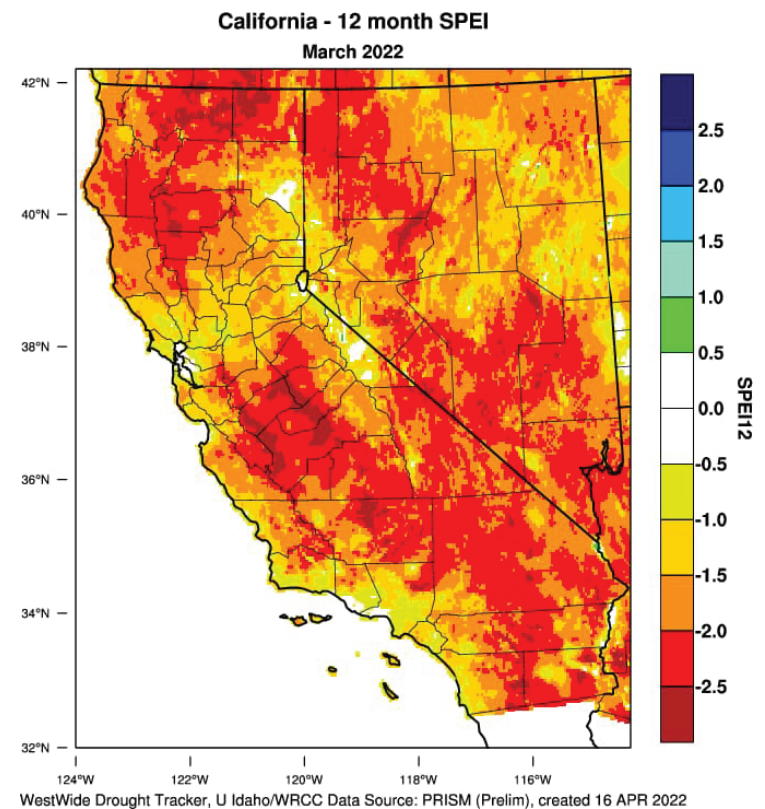 California - 12 month SPEI
March 2022
42°N
40°N
38°N
36°N
34°N
32°N
124°W
122°W
120°W
118°W
116°W
2.5
2.0
1.5
1.0
0.5
0.0
-0.5
-1.0
-1.5
-2.0
-2.5
SPEI12
WestWide Drought Tracker, U Idaho/WRCC Data Source: PRISM (Prelim), created 16 APR 2022